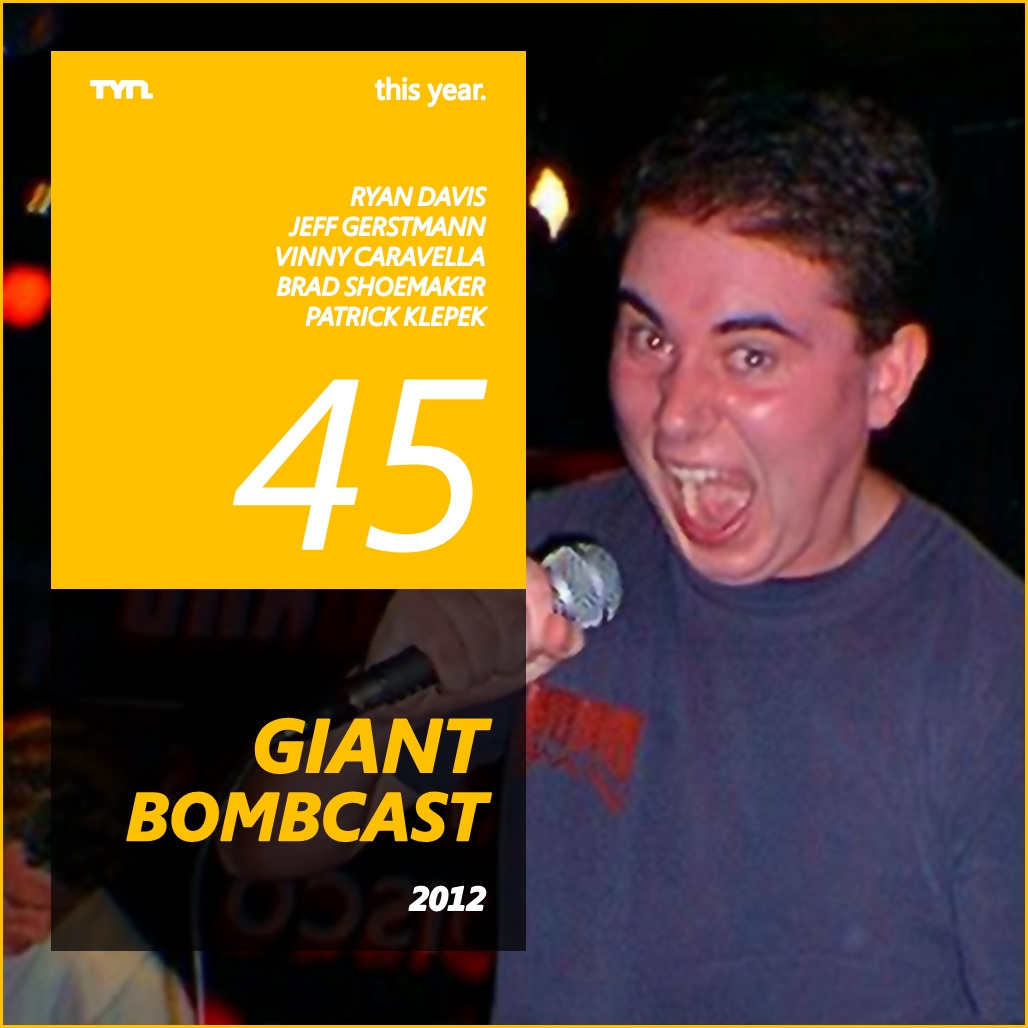 TYN
this year.
RYAN DAVIS
JEFF GERSTMANN
VINNY CARAVELLA
BRAD SHOEMAKER
PATRICK KLEPEK
45
GIANT
BOMBCAST
2012